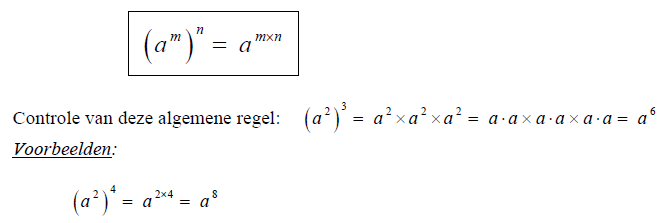 (a^m)^n = a^{m×n}
Controle van deze algemene regel: (a^2)^3 = a^2 × a^2 × a^2 = a·a × a·a × a·a = a^6
Voorbeelden:
(a^2)^4 = a^{2×4} = a^8